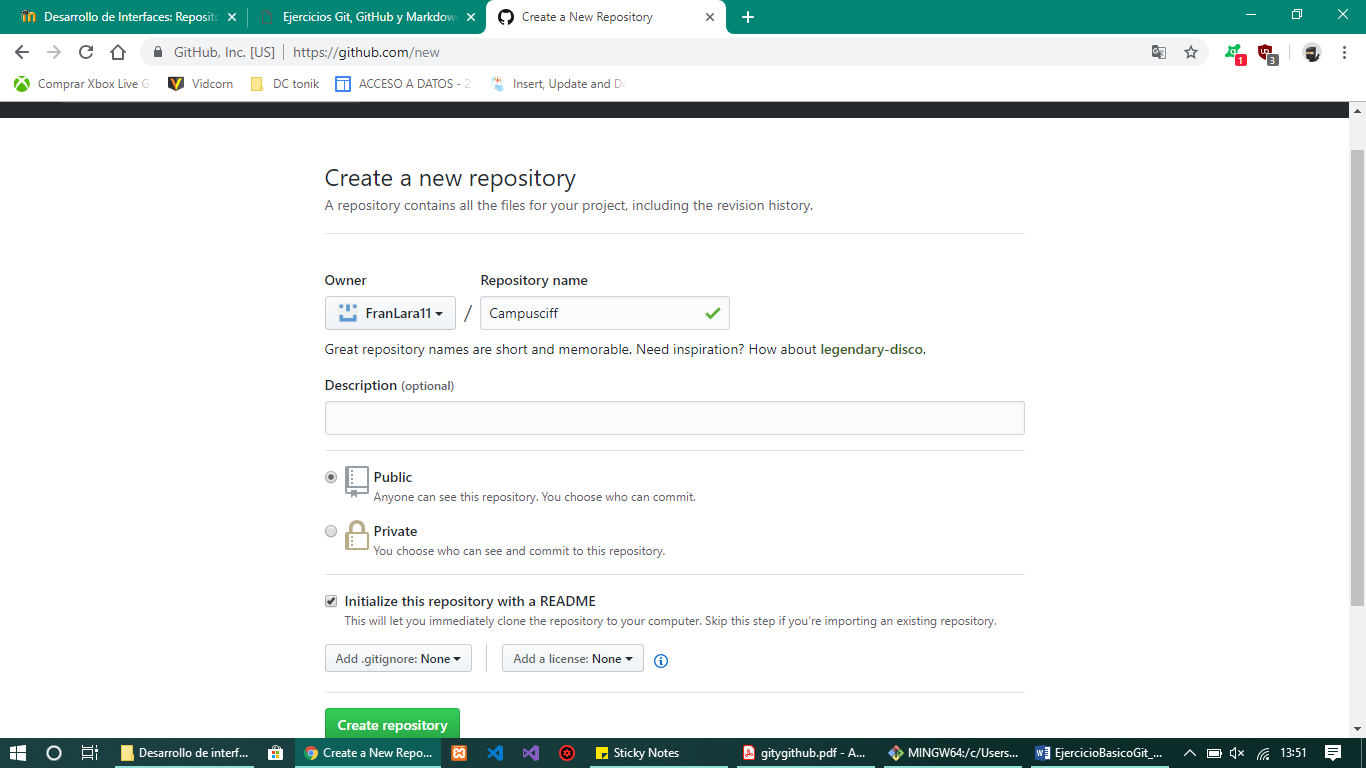 Desarrollo de Interfaces: Reposito
Ejercicios Git, GitHub y Markdown
Create a New Repository
GitHub, Inc. [US]
https://github.com/new
1
3
Comprar Xbox Live G
Vidcorn
DC tonik
ACCESO A DATOS - 2
Insert, Update and De
Create a new repository
A repository contains all the files for your project, including the revision history.
Owner
Repository name
FranLara11
/
Campusciff
Great repository names are short and memorable. Need inspiration? How about legendary-disco.
Description (optional)
Public
Anyone can see this repository. You choose who can commit.
Private
You choose who can see and commit to this repository.
Initialize this repository with a README
This will let you immediately clone the repository to your computer. Skip this step if you're importing an existing repository.
Add .gitignore: None
Add a license: None
Create repository
Desarrollo de interf...
Create a New Repo...
Sticky Notes
gitygithub.pdf - A...
MINGW64:/c/Users...
EjercicioBasicoGit_...
13:51